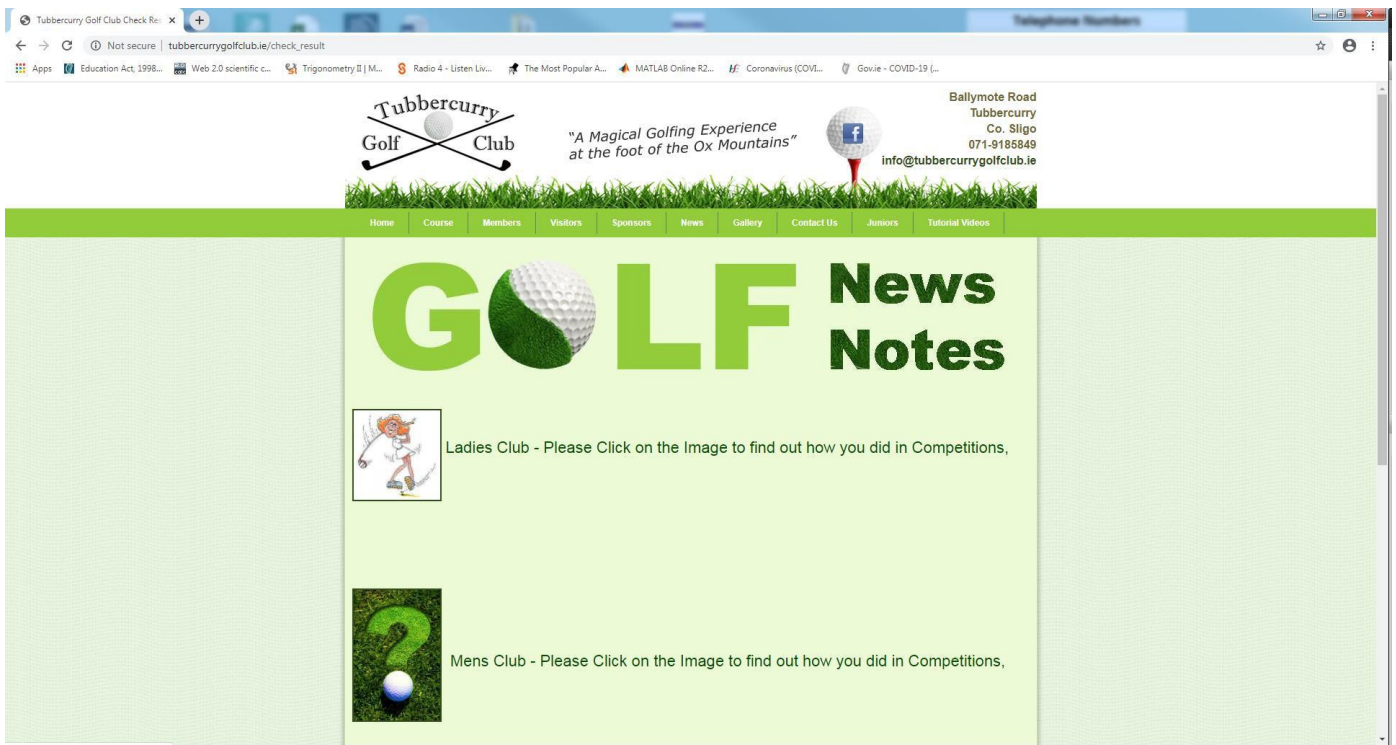 Telephone Numbers
Tubbercurry Golf Club Check Res
Not secure | tubbercurrygolfclub.ie/check_result
Apps Education Act, 1998... Web 2.0 scientific c... Trigonometry II | M... Radio 4 - Listen Liv... The Most Popular A... MATLAB Online R2... Coronavirus (COVI... Gov.ie - COVID-19 (...
Tubbercurry
Golf Club
"A Magical Golfing Experience
at the foot of the Ox Mountains"
f
Ballymote Road
Tubbercurry
Co. Sligo
071-9185849
info@tubbercurrygolfclub.ie
Home Course Members Visitors Sponsors News Gallery Contact Us Juniors Tutorial Videos
GOLF News
Notes
Ladies Club - Please Click on the Image to find out how you did in Competitions,
?
Mens Club - Please Click on the Image to find out how you did in Competitions,